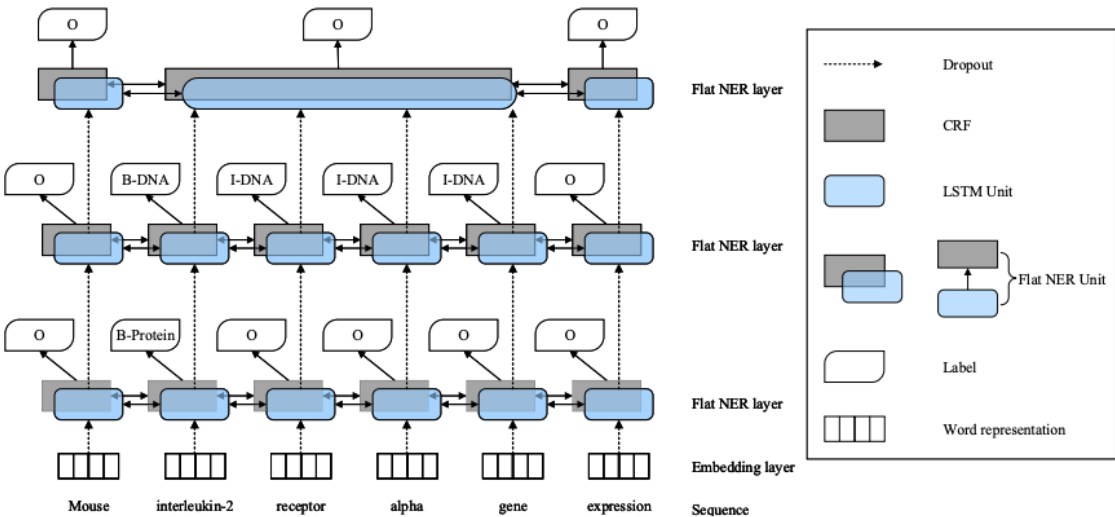 O O O
Flat NER layer
O B-DNA I-DNA I-DNA I-DNA O
Flat NER layer
O B-Protein O O O O
Flat NER layer
Embedding layer
Mouse interleukin-2 receptor alpha gene expression
Sequence
Dropout
CRF
LSTM Unit
Flat NER Unit
Label
Word representation